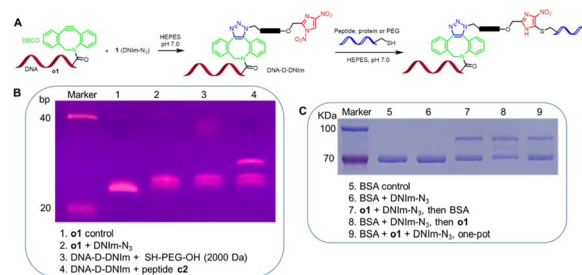 A
DBCO
DNA o1
+ 1 (DNIm-N3)
HEPES
pH 7.0
N=N
N
O
NO2
N
O2N
DNA-D-DNIm
Peptide, protein or PEG
SH
HEPES, pH 7.0
N=N
N
O
NO2
HN
S
B
bp Marker 1 2 3 4
40
20
1. o1 control
2. o1 + DNIm-N3
3. DNA-D-DNIm + SH-PEG-OH (2000 Da)
4. DNA-D-DNIm + peptide c2
C
KDa Marker 5 6 7 8 9
100
70
5. BSA control
6. BSA + DNIm-N3
7. o1 + DNIm-N3, then BSA
8. BSA + DNIm-N3, then o1
9. BSA + o1 + DNIm-N3, one-pot